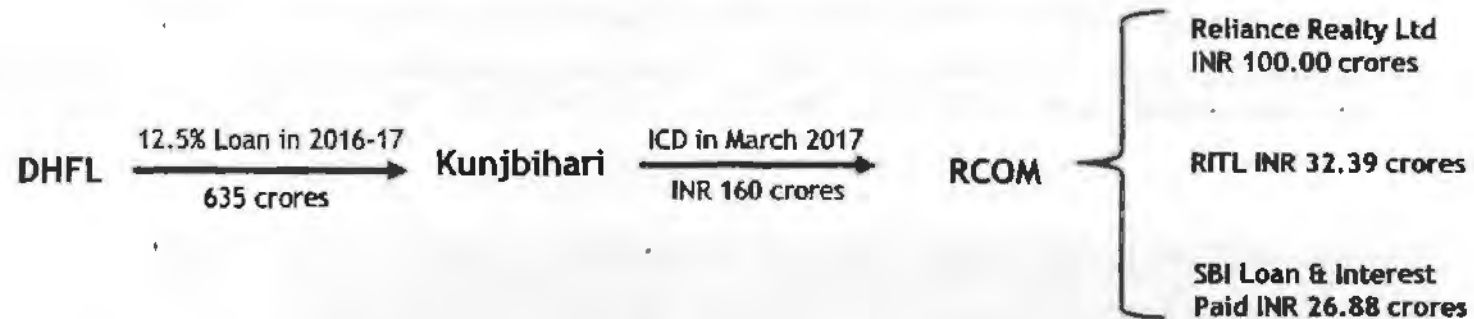 DHFL
12.5% Loan in 2016-17
635 crores
Kunjbihari
ICD in March 2017
INR 160 crores
RCOM
Reliance Realty Ltd
INR 100.00 crores
RITL INR 32.39 crores
SBI Loan & Interest
Paid INR 26.88 crores